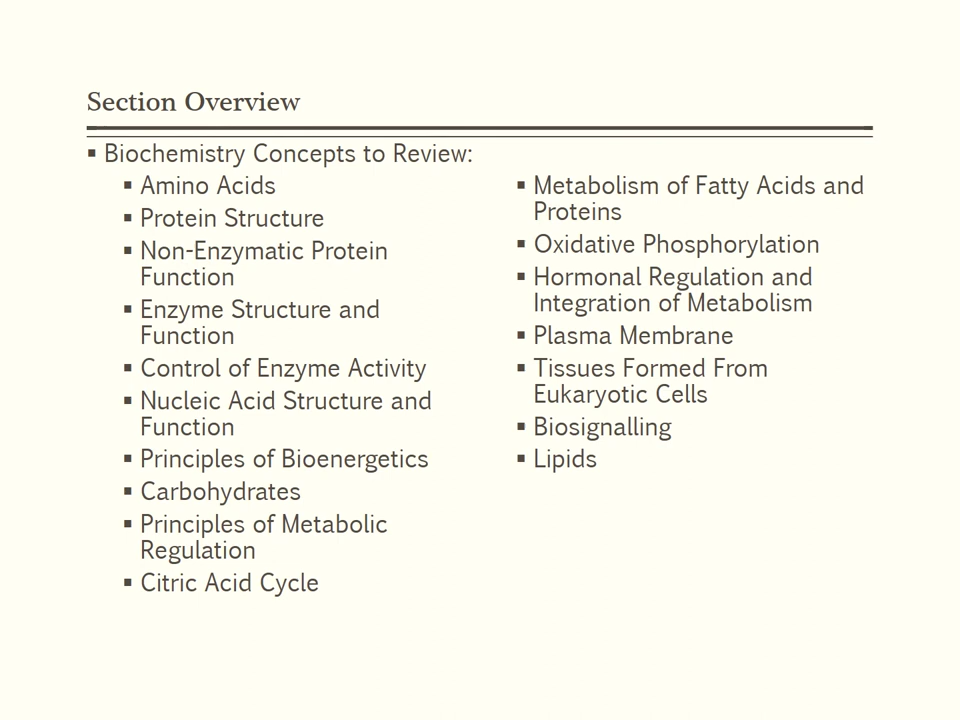 Section Overview
▪ Biochemistry Concepts to Review:
▪ Amino Acids
▪ Protein Structure
▪ Non-Enzymatic Protein
Function
▪ Enzyme Structure and
Function
▪ Control of Enzyme Activity
▪ Nucleic Acid Structure and
Function
▪ Principles of Bioenergetics
▪ Carbohydrates
▪ Principles of Metabolic
Regulation
▪ Citric Acid Cycle
▪ Metabolism of Fatty Acids and
Proteins
▪ Oxidative Phosphorylation
▪ Hormonal Regulation and
Integration of Metabolism
▪ Plasma Membrane
▪ Tissues Formed From
Eukaryotic Cells
▪ Biosignalling
▪ Lipids